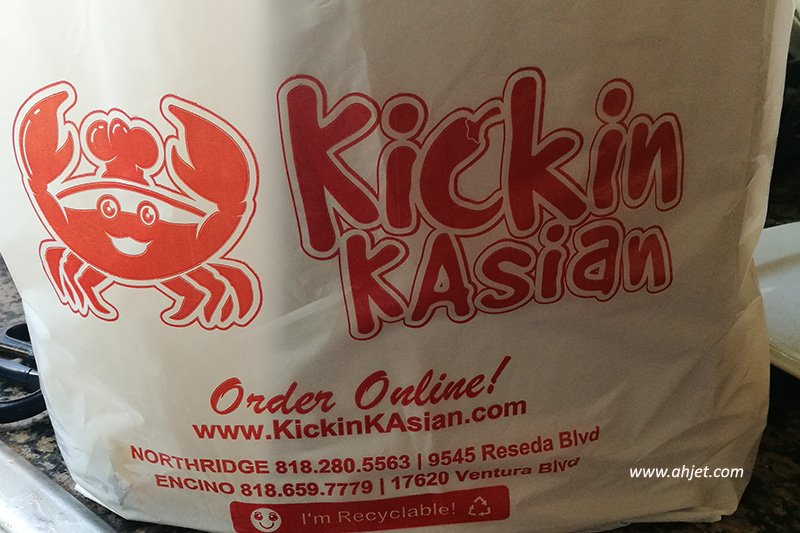 Kickin
KAsian
Order Online!
www.KickinKAsian.com
NORTHRIDGE 818.280.5563 | 9545 Reseda Blvd
ENCINO 818.659.7779 | 17620 Ventura Blvd
www.ahjet.com
I'm Recyclable!